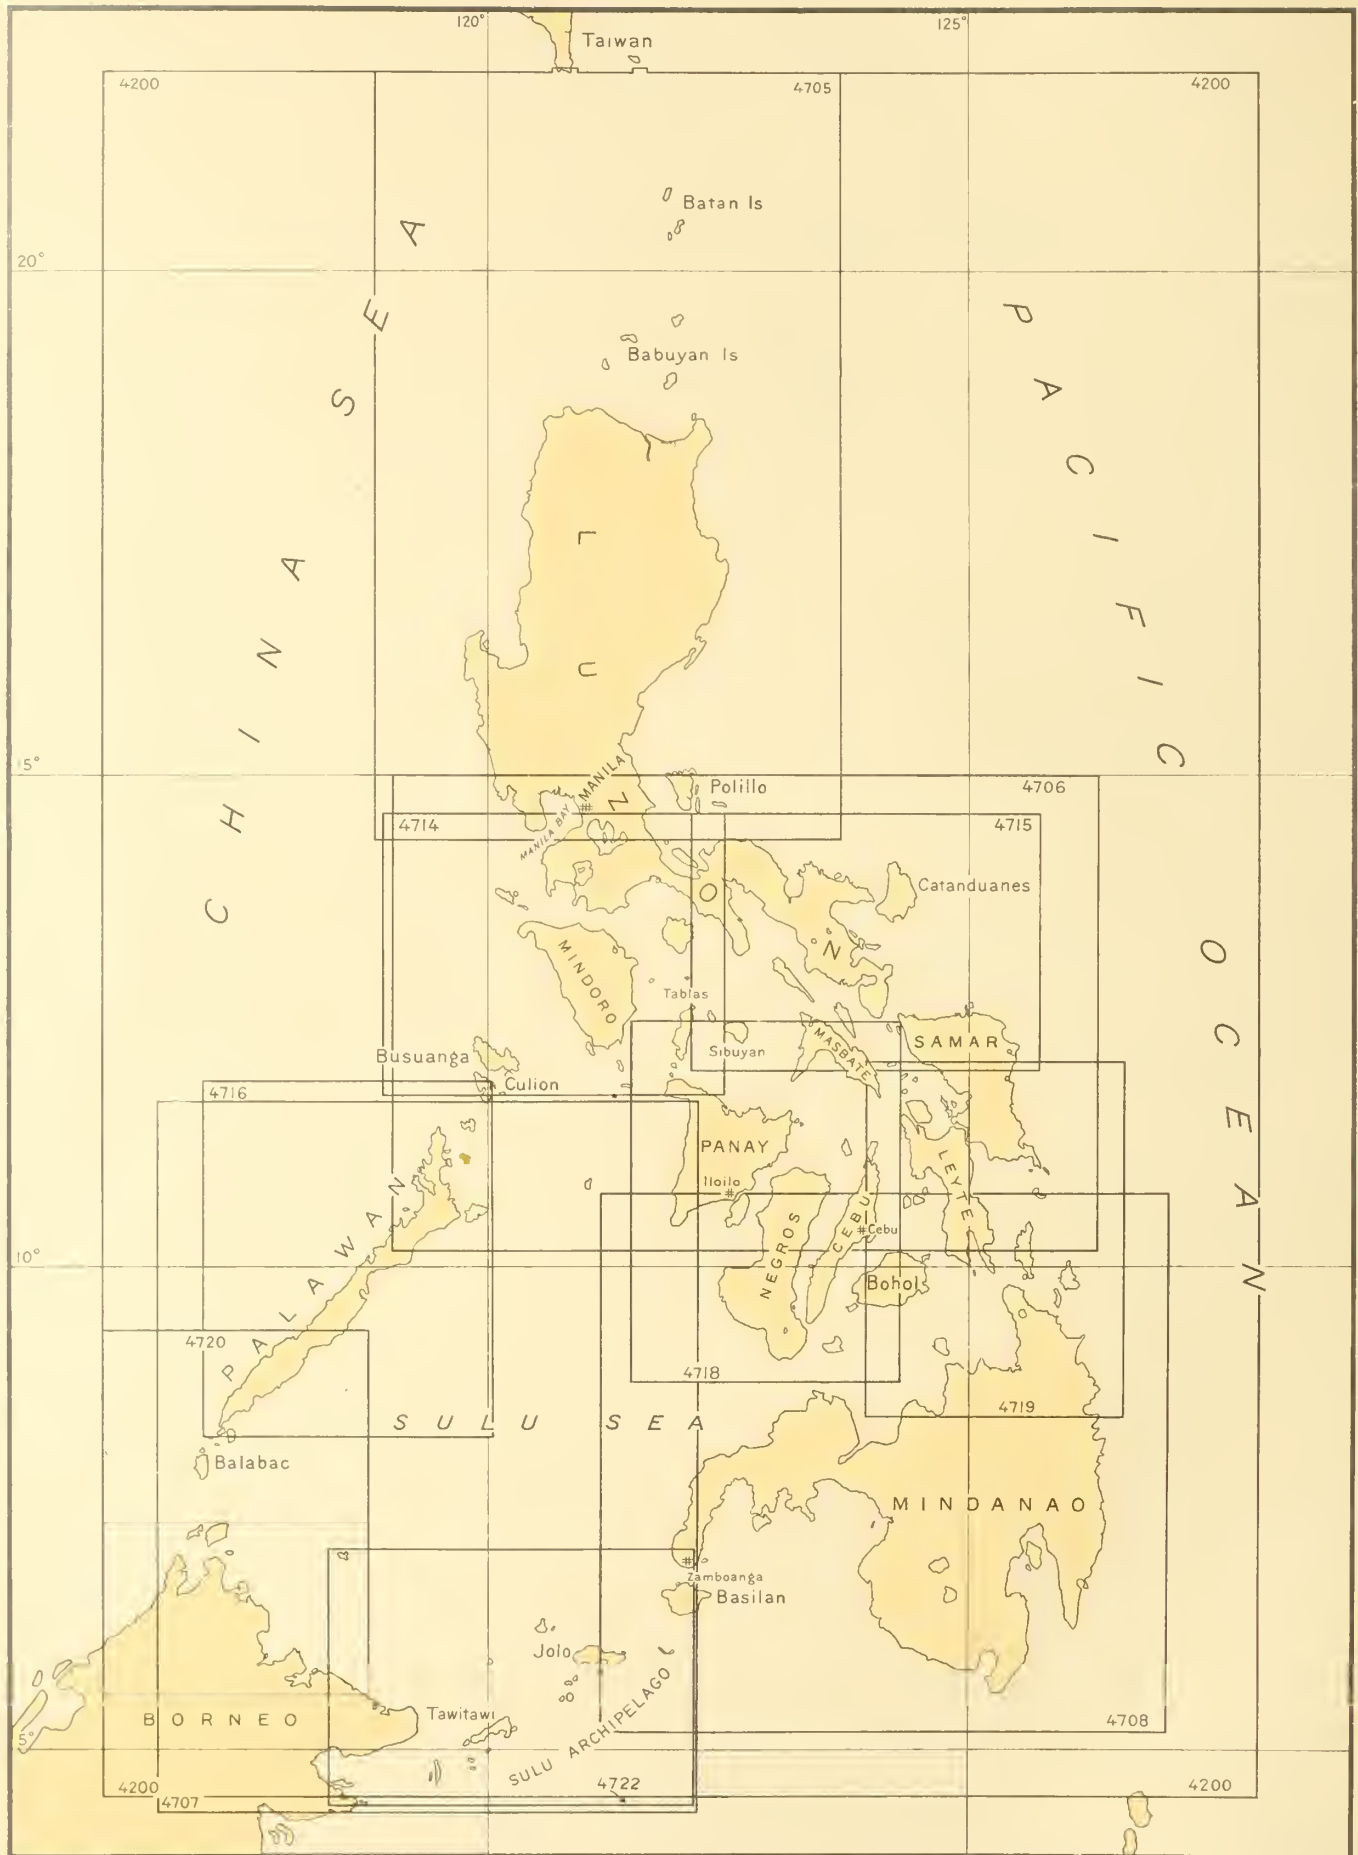 120°
125°
Taiwan
4200
4705
4200
Batan Is
20°
CHINA SEA
PACIFIC OCEAN
Babuyan Is
LUZON
15°
MANILA
MANILA BAY
Polillo
4706
4714
4715
Catanduanes
MINDORO
Tablas
Sibuyan
MASBATE
SAMAR
Busuanga
Culion
4716
PANAY
Iloilo
LEYTE
PALAWAN
NEGROS
CEBU
Cebu
10°
Bohol
4720
4718
4719
SULU SEA
Balabac
MINDANAO
Zamboanga
Basilan
Jolo
SULU ARCHIPELAGO
Tawitawi
BORNEO
4708
5°
4200
4722
4200
4707